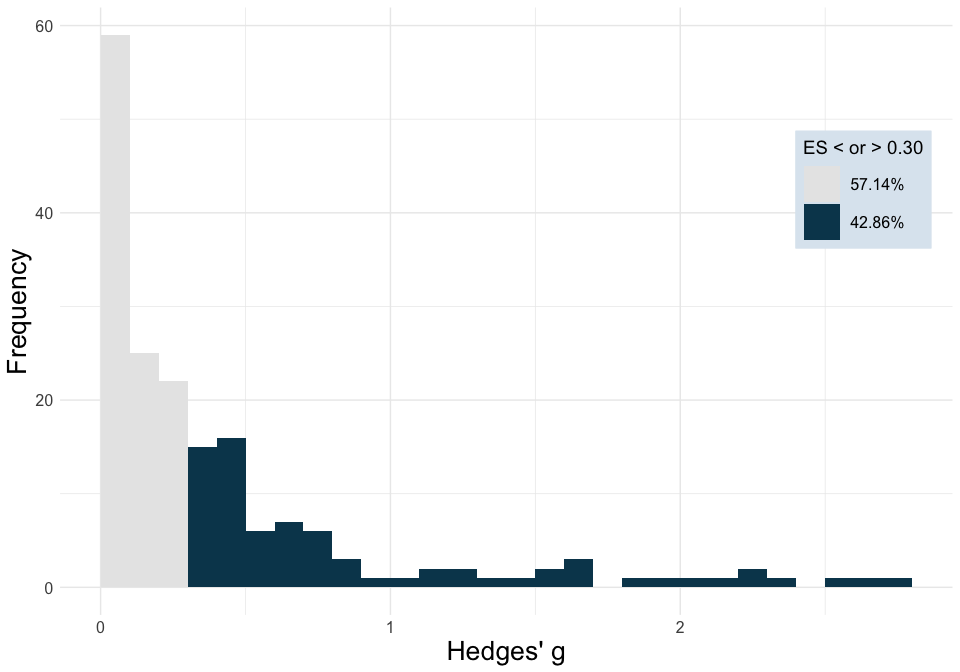 60
40
20
0
Frequency
ES < or > 0.30
57.14%
42.86%
0 1 2
Hedges' g